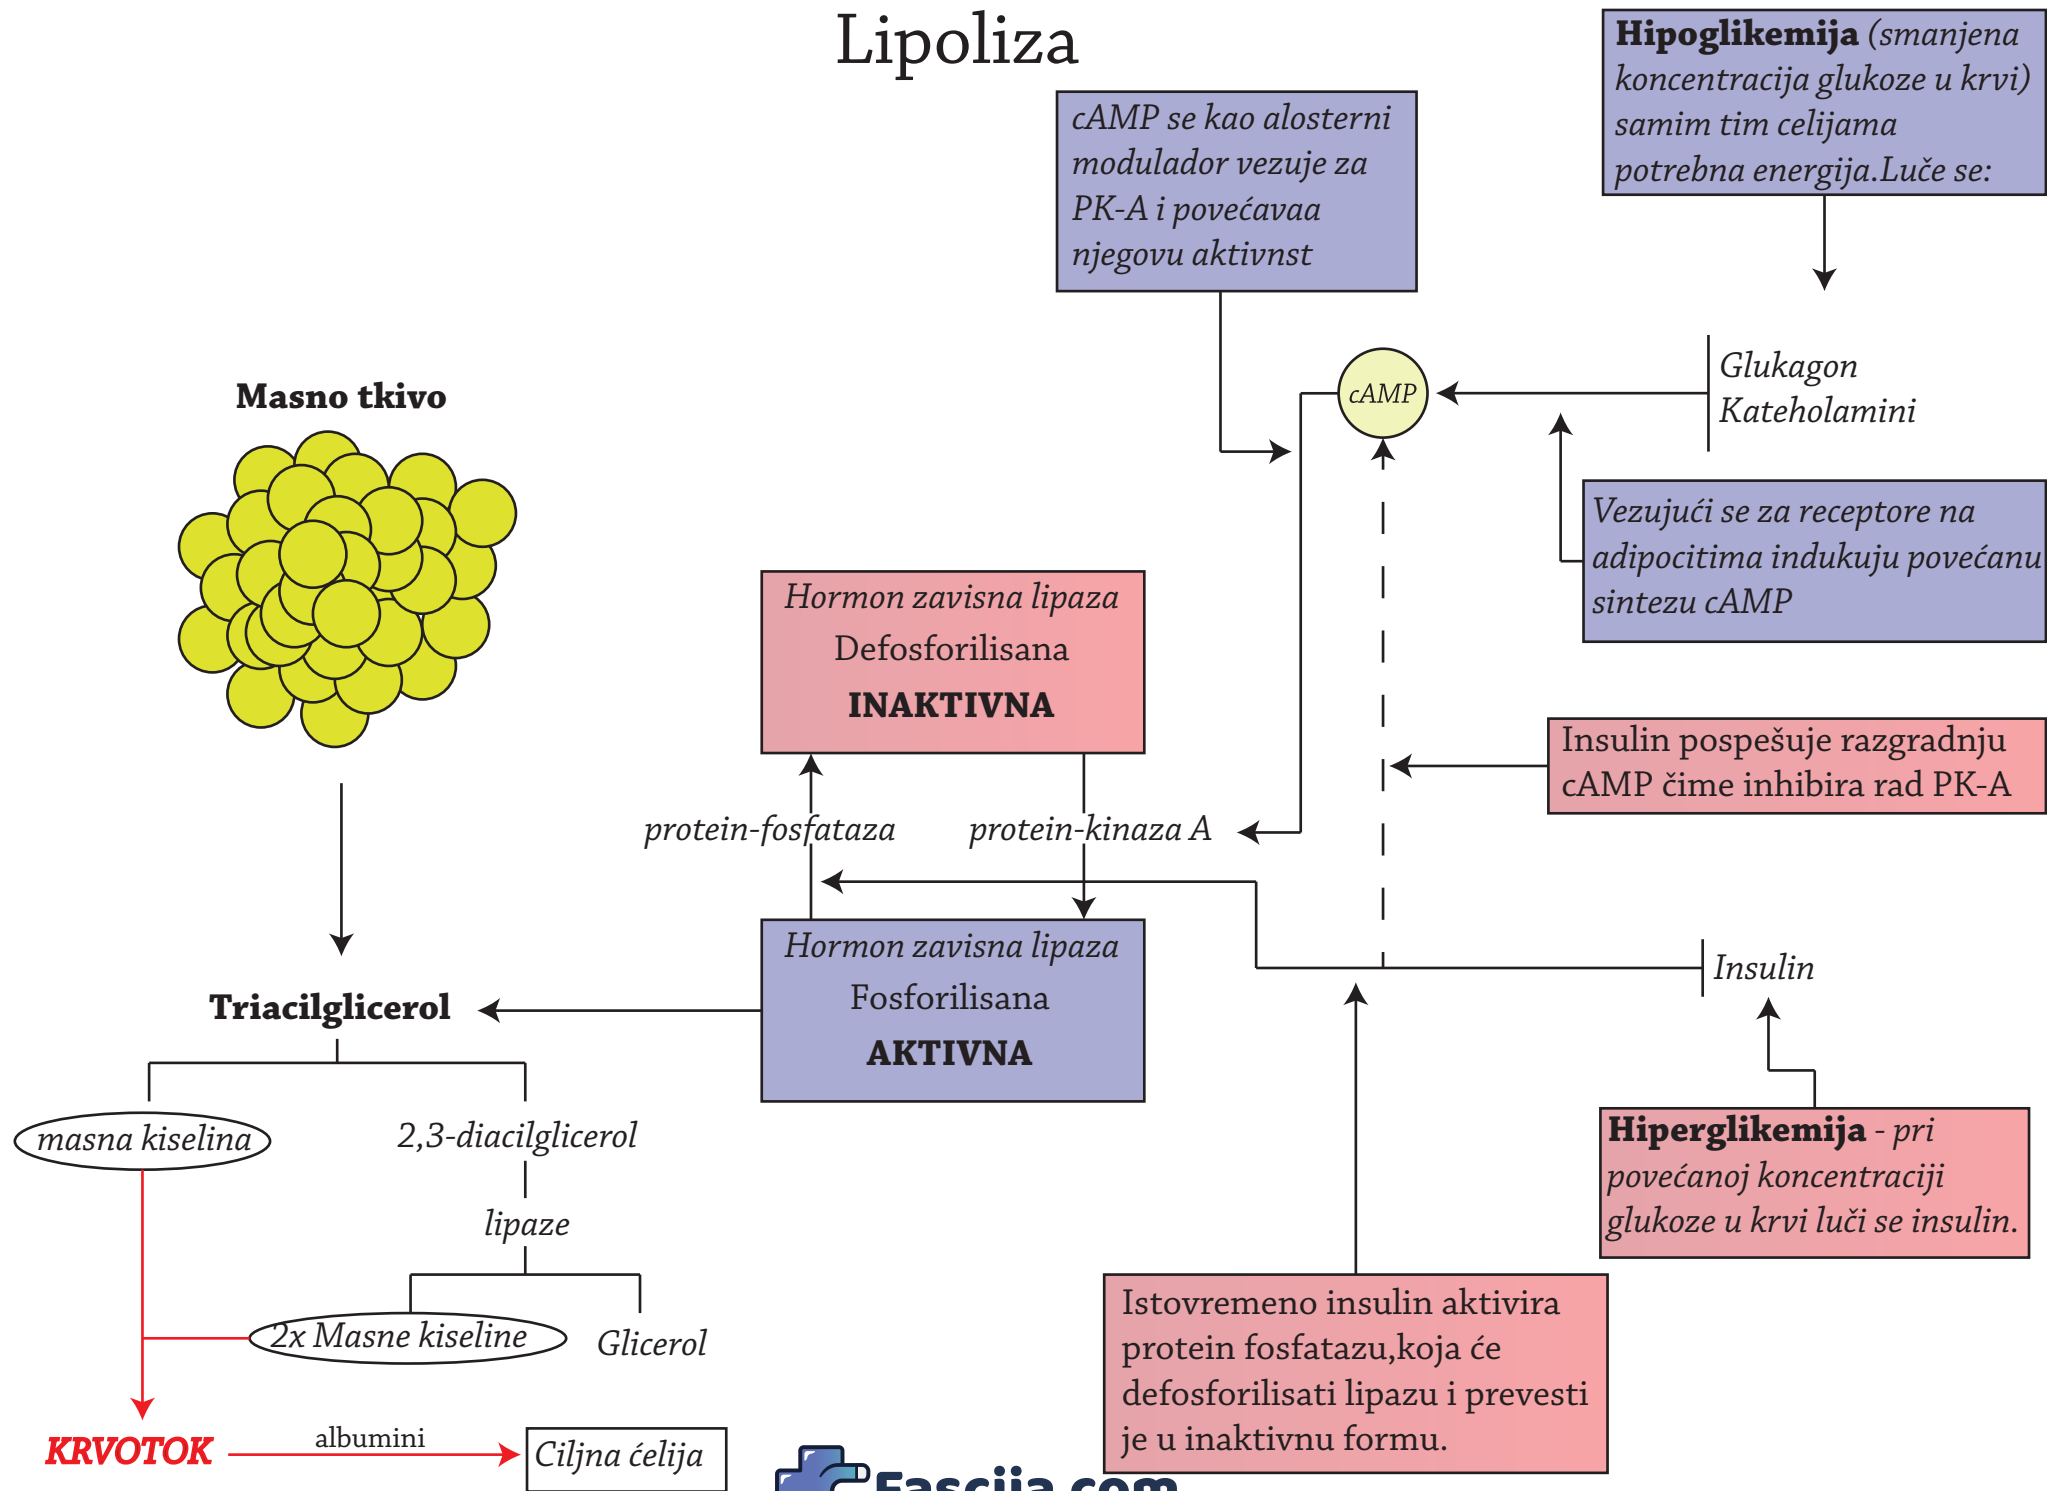 Lipoliza
Hipoglikemija (smanjena
koncentracija glukoze u krvi)
samim tim celijama
potrebna energija.Luče se:
cAMP se kao alosterni
modulador vezuje za
PK-A i povećavaa
njegovu aktivnst
Glukagon
Kateholamini
cAMP
Masno tkivo
Vezujući se za receptore na
adipocitima indukuju povećanu
sintezu cAMP
Hormon zavisna lipaza
Defosforilisana
INAKTIVNA
Insulin pospešuje razgradnju
cAMP čime inhibira rad PK-A
protein-fosfataza
protein-kinaza A
Hormon zavisna lipaza
Fosforilisana
AKTIVNA
Insulin
Triacilglicerol
masna kiselina
2,3-diacilglicerol
lipaze
2x Masne kiseline
Glicerol
Hiperglikemija - pri
povećanoj koncentraciji
glukoze u krvi luči se insulin.
Istovremeno insulin aktivira
protein fosfatazu,koja će
defosforilisati lipazu i prevesti
je u inaktivnu formu.
KRVOTOK
albumini
Ciljna ćelija
Fascija.com